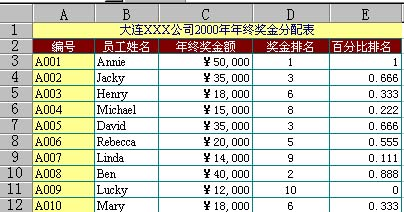 A B C D E
1 大连XXX公司2000年年终奖金分配表
2 编号 员工姓名 年终奖金额 奖金排名 百分比排名
3 A001 Annie ￥50,000 1 1
4 A002 Jacky ￥35,000 3 0.666
5 A003 Henry ￥18,000 6 0.333
6 A004 Michael ￥15,000 8 0.222
7 A005 David ￥35,000 3 0.666
8 A006 Rebecca ￥20,000 5 0.555
9 A007 Linda ￥14,000 9 0.111
10 A008 Ben ￥40,000 2 0.888
11 A009 Lucky ￥12,000 10 0
12 A010 Mary ￥18,000 6 0.333